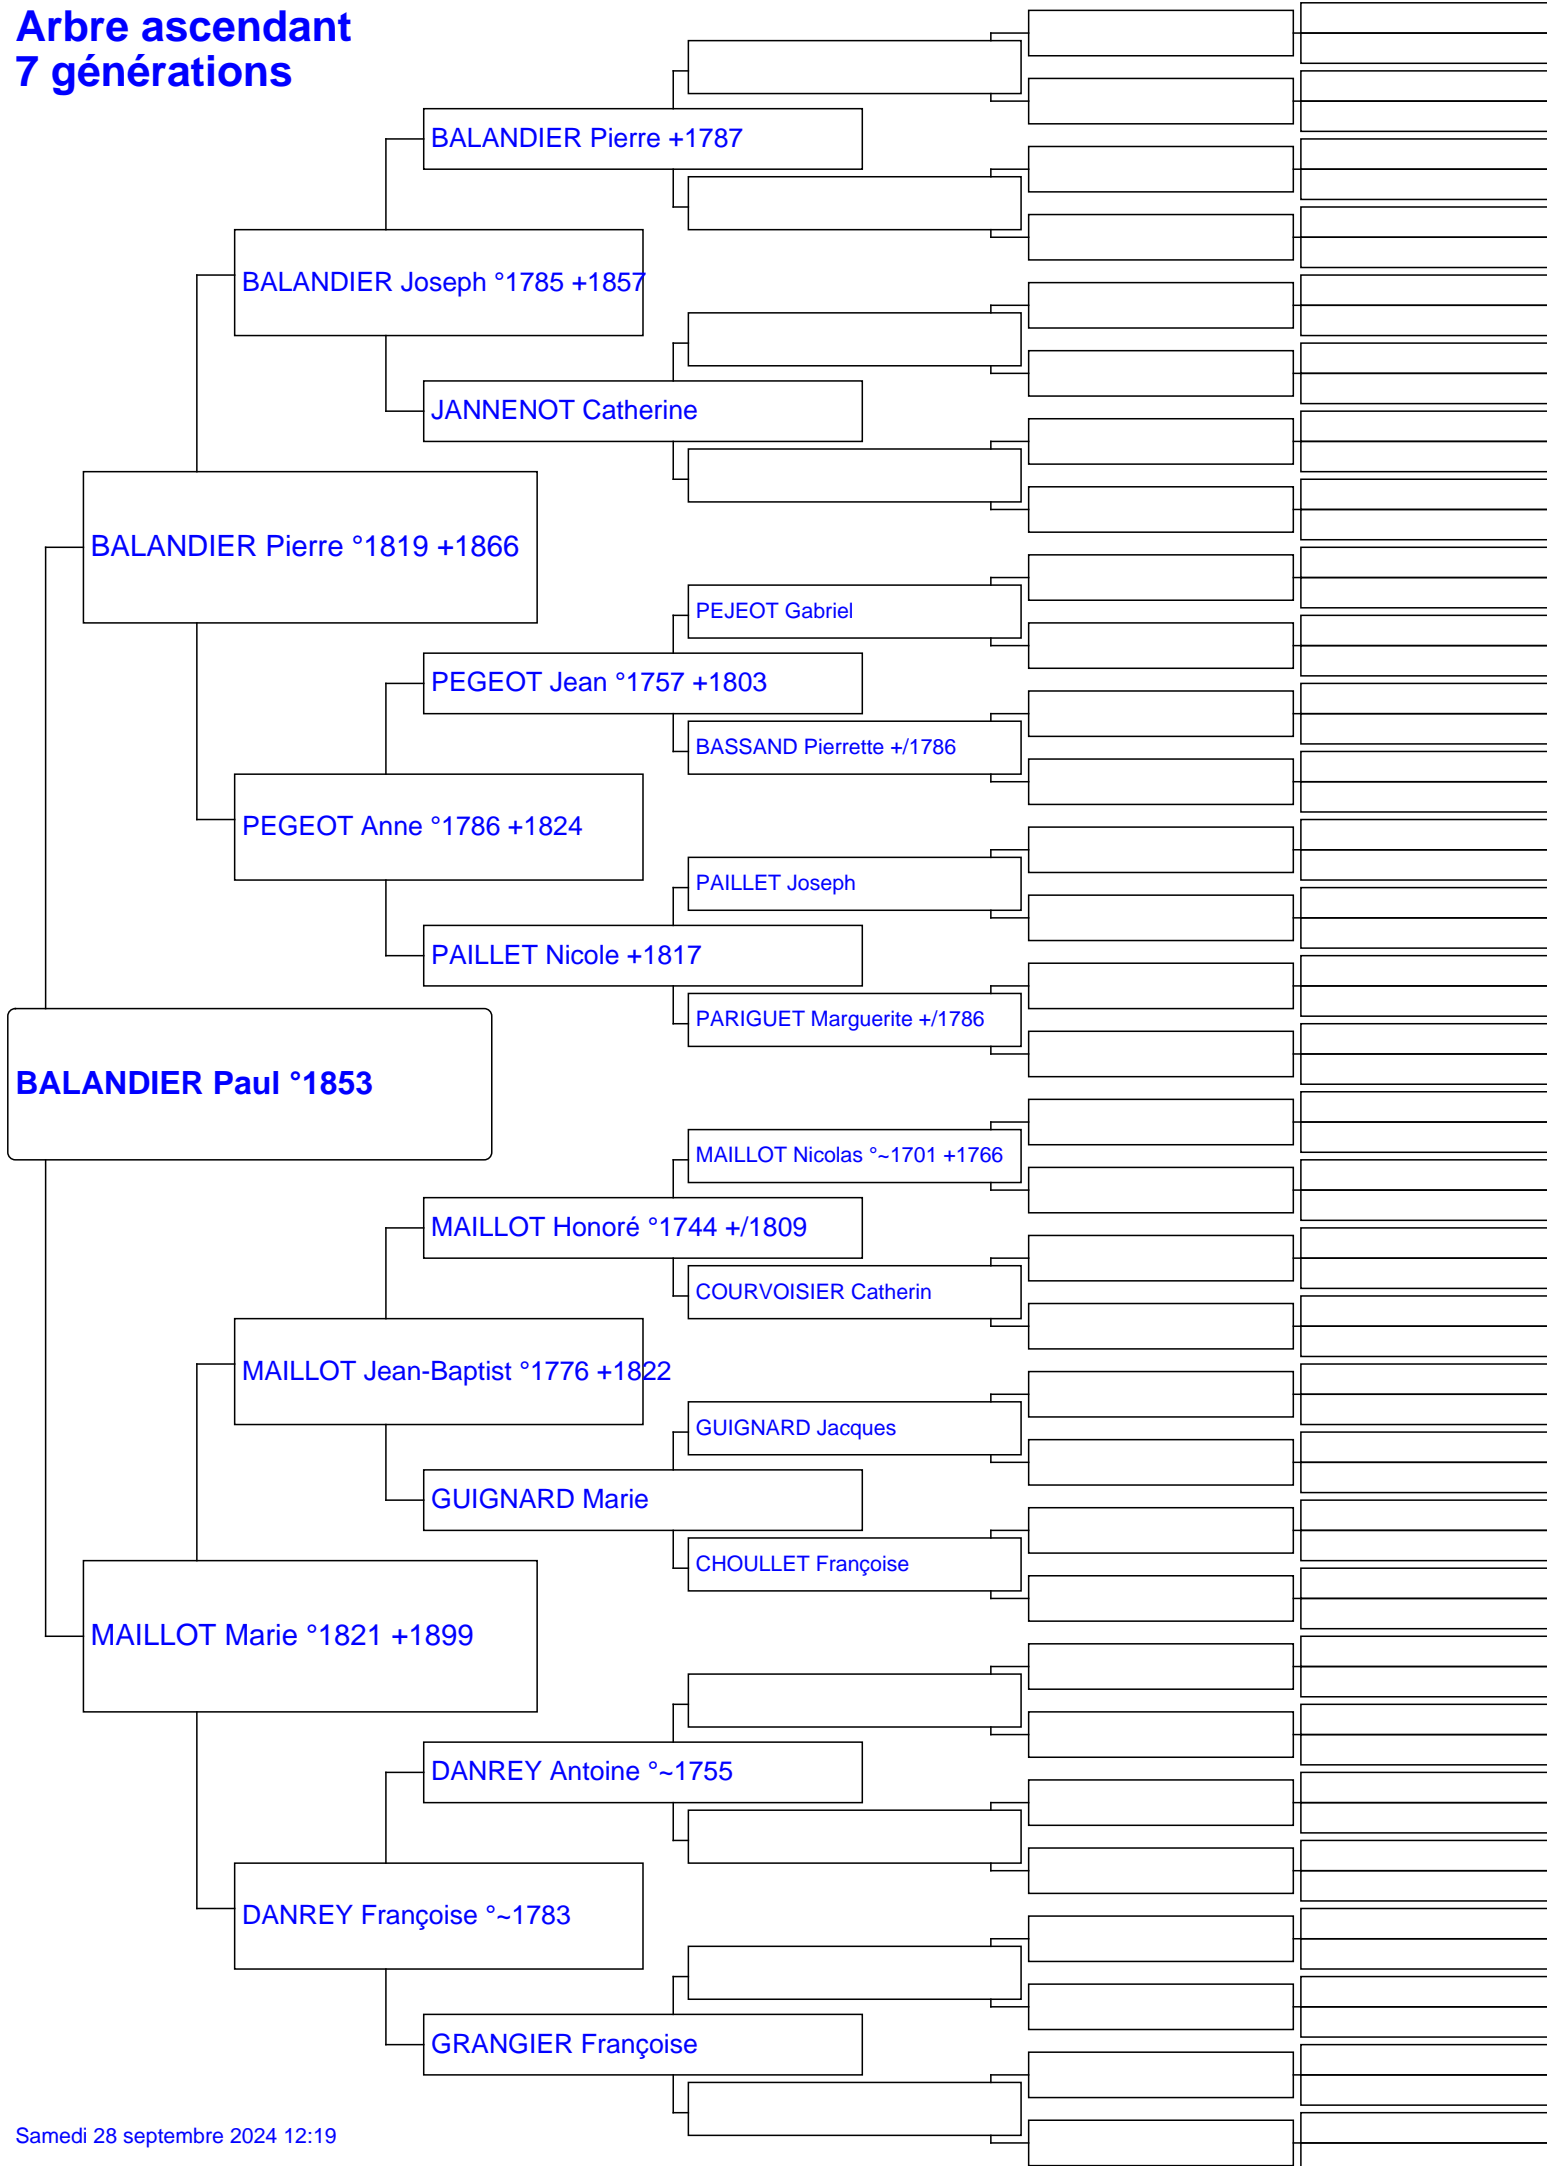 Arbre ascendant
7 générations
BALANDIER Pierre +1787
BALANDIER Joseph °1785 +1857
JANNENOT Catherine
BALANDIER Pierre °1819 +1866
PEJEOT Gabriel
PEGEOT Jean °1757 +1803
BASSAND Pierrette +/1786
PEGEOT Anne °1786 +1824
PAILLET Joseph
PAILLET Nicole +1817
PARIGUET Marguerite +/1786
BALANDIER Paul °1853
MAILLOT Nicolas °~1701 +1766
MAILLOT Honoré °1744 +/1809
COURVOISIER Catherin
MAILLOT Jean-Baptist °1776 +1822
GUIGNARD Jacques
GUIGNARD Marie
CHOULLET Françoise
MAILLOT Marie °1821 +1899
DANREY Antoine °~1755
DANREY Françoise °~1783
GRANGIER Françoise
Samedi 28 septembre 2024 12:19